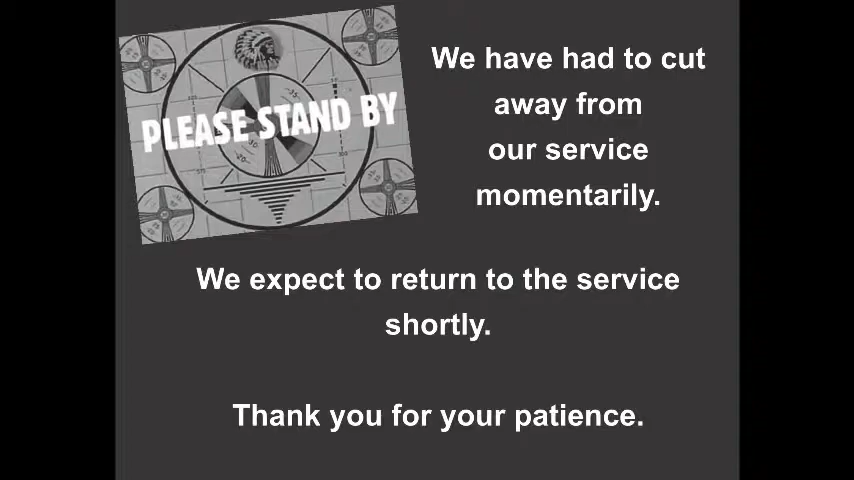 PLEASE STAND BY
We have had to cut
away from
our service
momentarily.
We expect to return to the service
shortly.
Thank you for your patience.